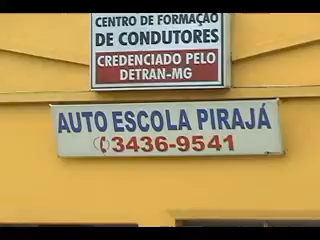 CENTRO DE FORMAÇÃO
DE CONDUTORES
CREDENCIADO PELO
DETRAN-MG
AUTO ESCOLA PIRAJÁ
3436-9541